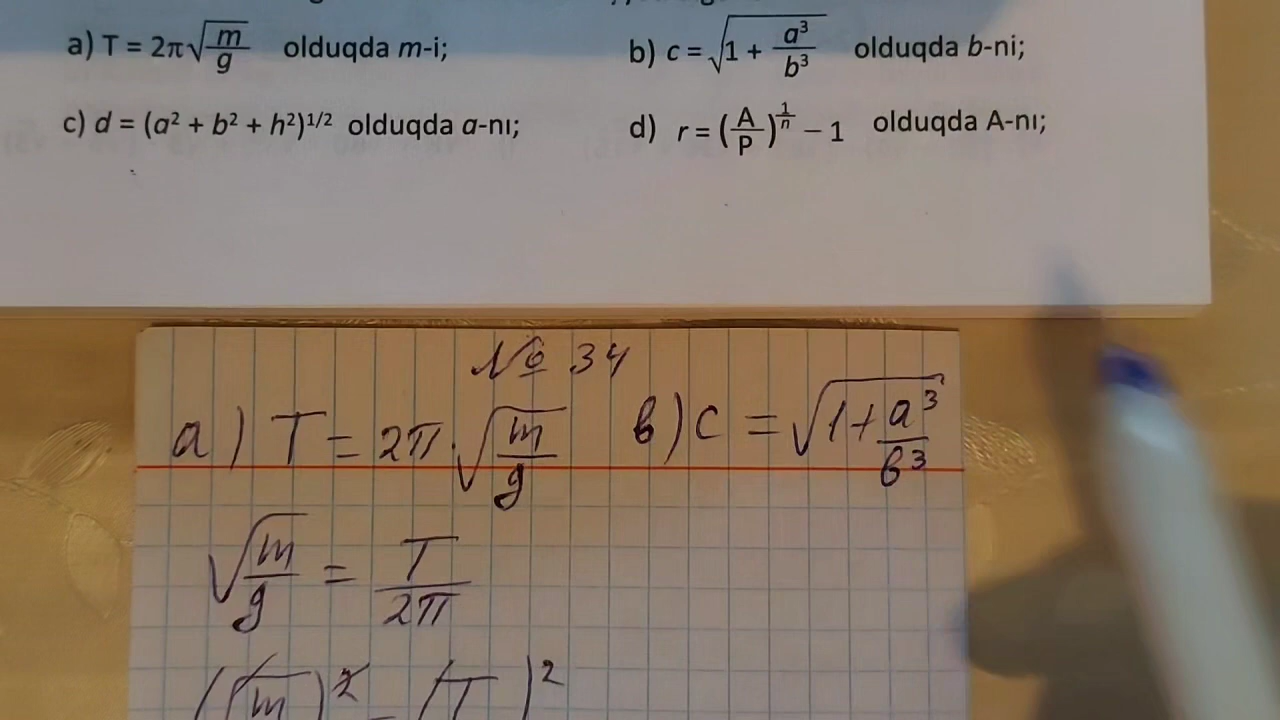 a) T = 2π√(m/g) olduqda m-i; b) c = √(1 + a³/b³) olduqda b-ni;
c) d = (a² + b² + h²)^1/2 olduqda a-nı; d) r = (A/P)^1/n − 1 olduqda A-nı;
№ 34
a) T = 2π·√(m/g) в) c = √(1 + a³/в³)
√(m/g) = T/2π